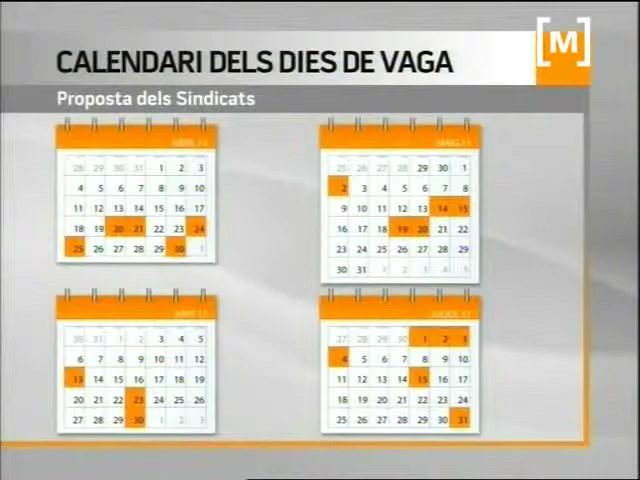 [M]
CALENDARI DELS DIES DE VAGA
Proposta dels Sindicats
ABRIL 11
28 29 30 31 1 2 3
4 5 6 7 8 9 10
11 12 13 14 15 16 17
18 19 20 21 22 23 24
25 26 27 28 29 30 1
MAIG 11
25 26 27 28 29 30 1
2 3 4 5 6 7 8
9 10 11 12 13 14 15
16 17 18 19 20 21 22
23 24 25 26 27 28 29
30 31 1 2 3 4 5
JUNY 11
30 31 1 2 3 4 5
6 7 8 9 10 11 12
13 14 15 16 17 18 19
20 21 22 23 24 25 26
27 28 29 30 1 2 3
JULIOL 11
27 28 29 30 1 2 3
4 5 6 7 8 9 10
11 12 13 14 15 16 17
18 19 20 21 22 23 24
25 26 27 28 29 30 31